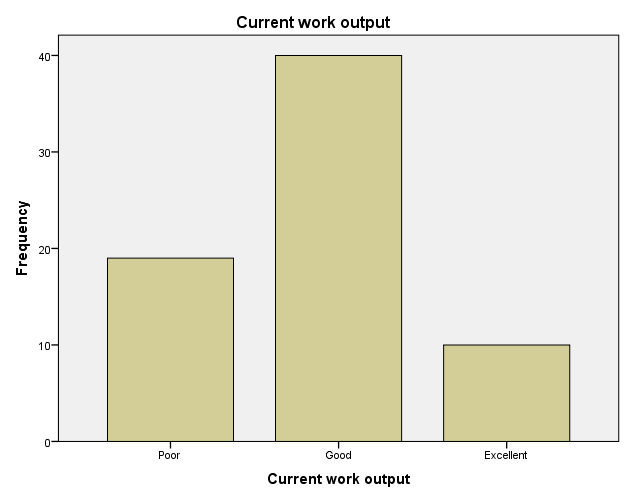 Current work output
40
30
20
10
0
Frequency
Poor Good Excellent
Current work output